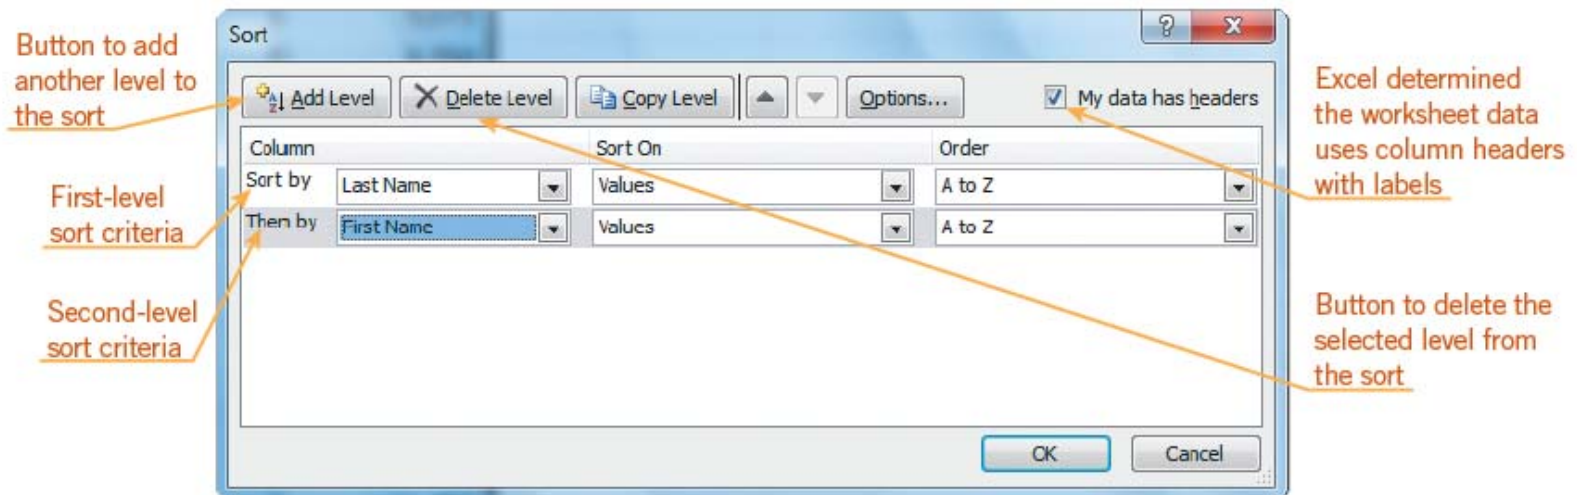 Button to add
another level to
the sort
First-level
sort criteria
Second-level
sort criteria
Sort
Add Level
Delete Level
Copy Level
Options...
My data has headers
Column
Sort On
Order
Sort by
Last Name
Values
A to Z
Then by
First Name
Values
A to Z
OK
Cancel
Excel determined
the worksheet data
uses column headers
with labels
Button to delete the
selected level from
the sort